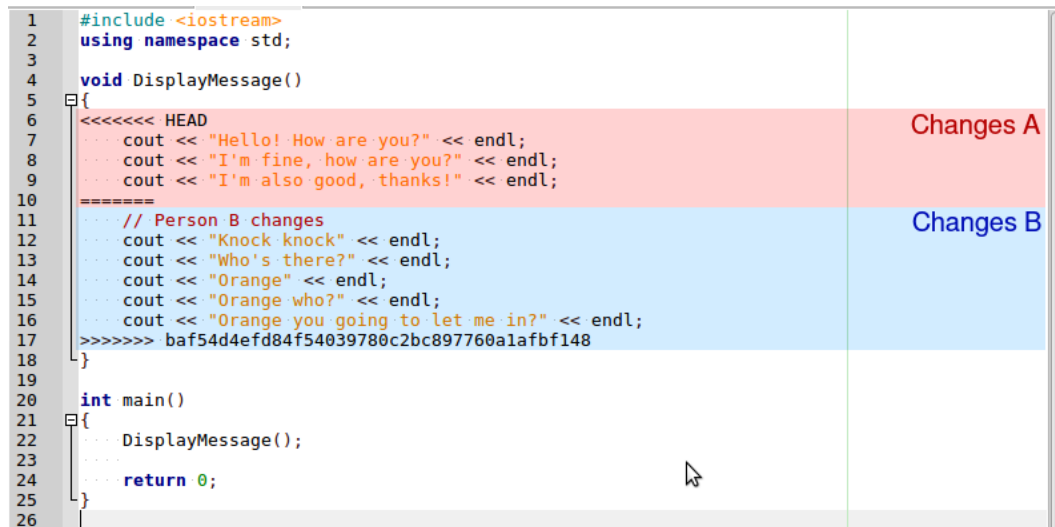 1 #include <iostream>
2 using namespace std;
3
4 void DisplayMessage()
5 {
6 <<<<<<< HEAD
Changes A
7     cout << "Hello! How are you?" << endl;
8     cout << "I'm fine, how are you?" << endl;
9     cout << "I'm also good, thanks!" << endl;
10 =======
11     // Person B changes
Changes B
12     cout << "Knock knock" << endl;
13     cout << "Who's there?" << endl;
14     cout << "Orange" << endl;
15     cout << "Orange who?" << endl;
16     cout << "Orange you going to let me in?" << endl;
17 >>>>>>> baf54d4efd84f54039780c2bc897760a1afbf148
18 }
19
20 int main()
21 {
22     DisplayMessage();
23
24     return 0;
25 }
26